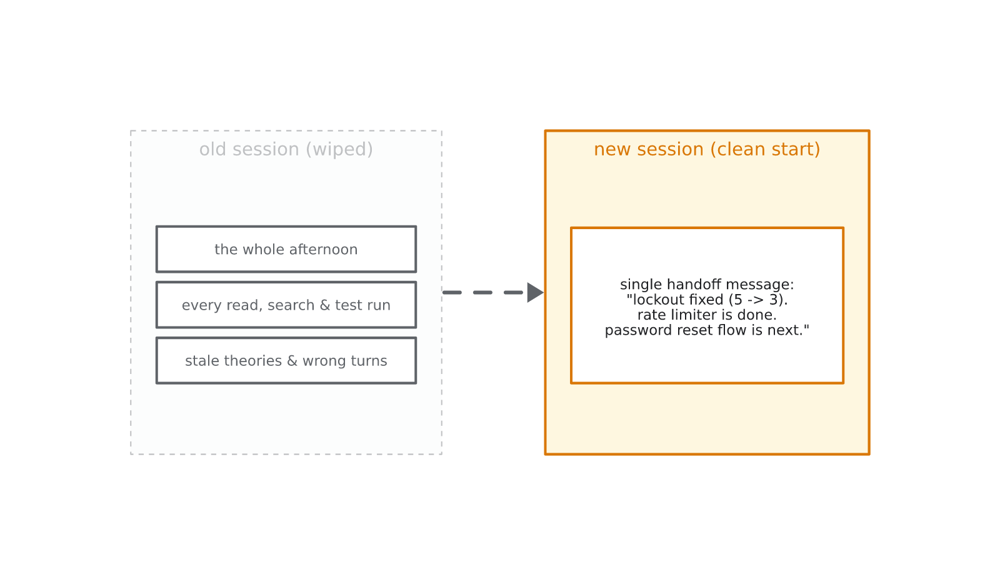 old session (wiped)
the whole afternoon
every read, search & test run
stale theories & wrong turns
new session (clean start)
single handoff message:
"lockout fixed (5 -> 3).
rate limiter is done.
password reset flow is next."